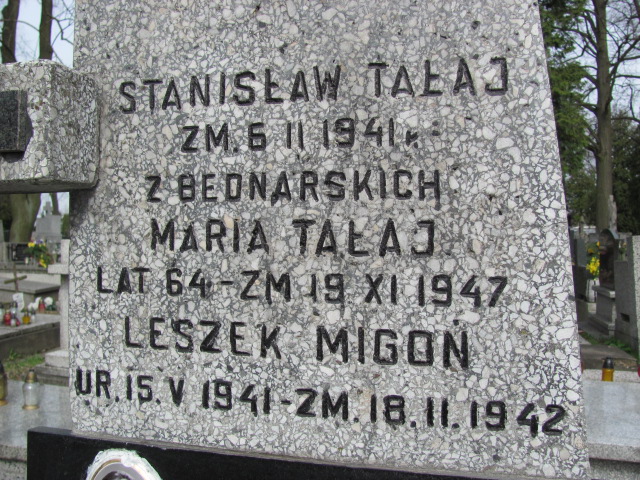 STANISŁAW TAŁAJ
ZM. 6 II 1941 R.
Z BEDNARSKICH
MARIA TAŁAJ
LAT 64 - ZM 19 XI 1947
LESZEK MIGOŃ
UR. 15. V 1941 - ZM. 18. II 1942